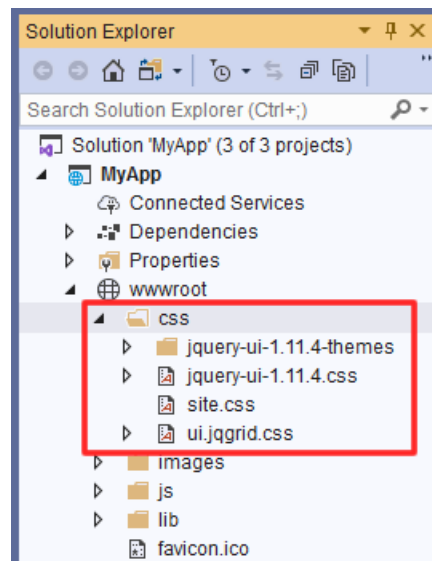 Solution Explorer
Search Solution Explorer (Ctrl+;)
Solution 'MyApp' (3 of 3 projects)
MyApp
Connected Services
Dependencies
Properties
wwwroot
css
jquery-ui-1.11.4-themes
jquery-ui-1.11.4.css
site.css
ui.jqgrid.css
images
js
lib
favicon.ico